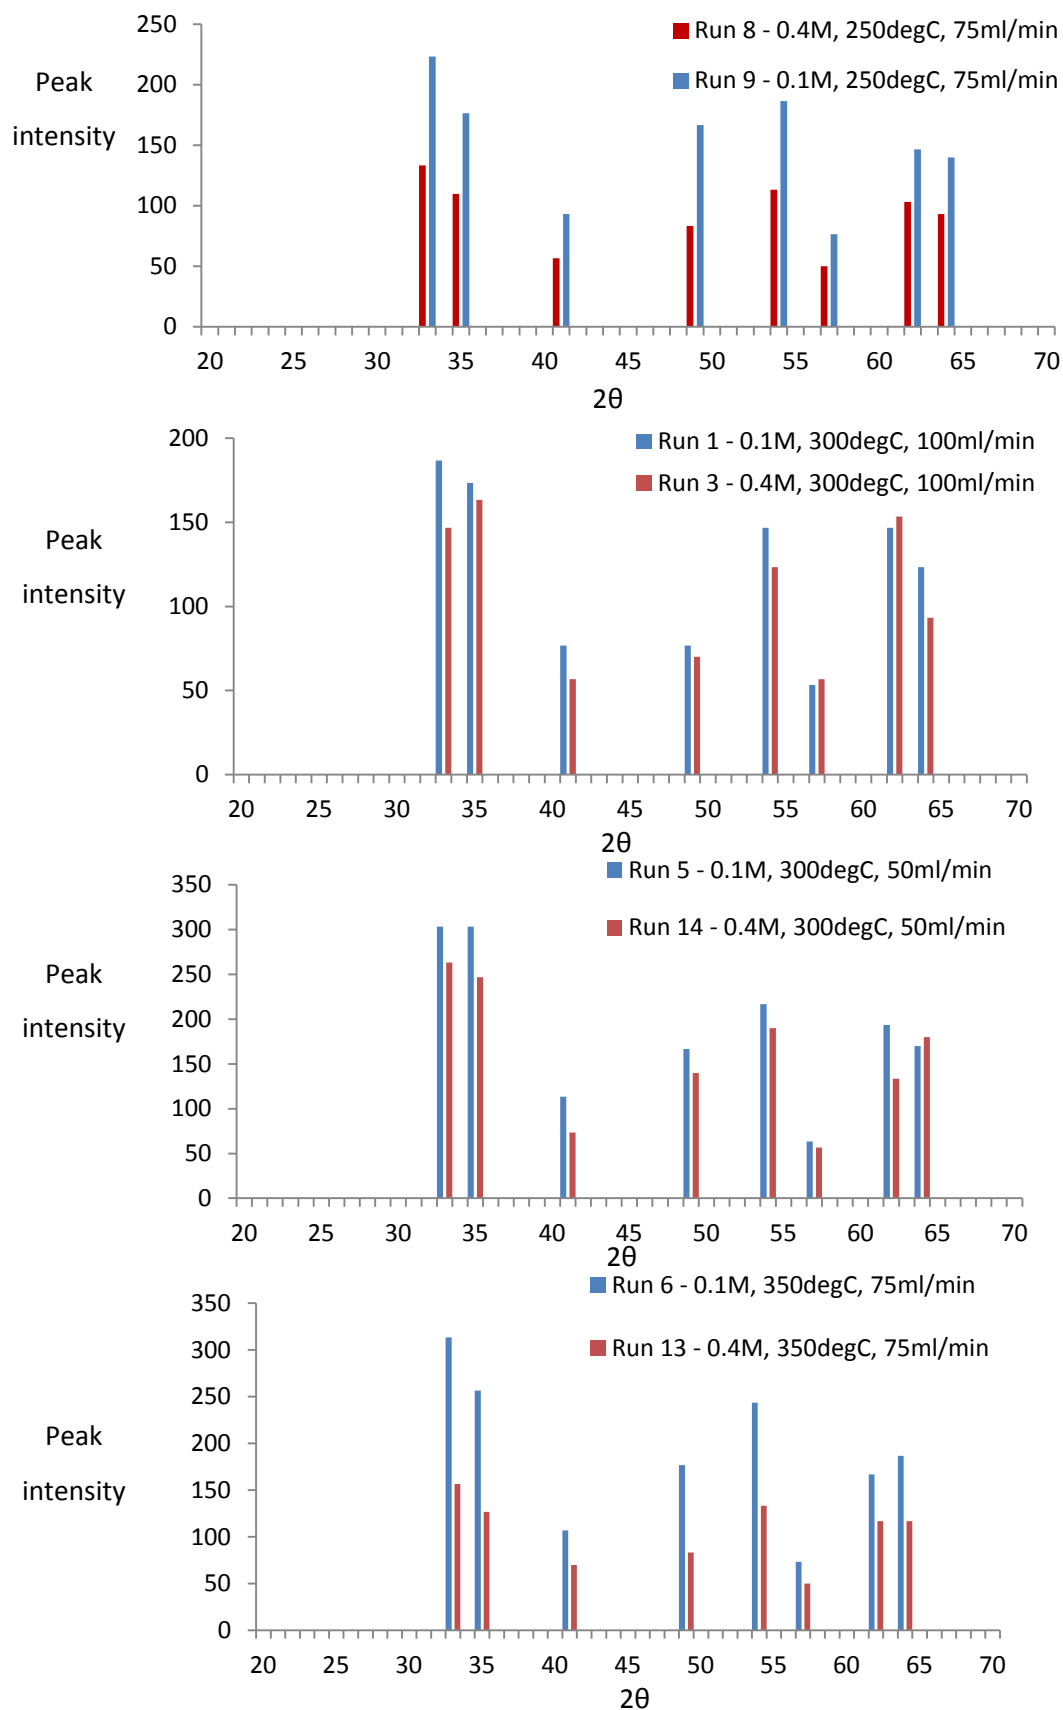 250
Run 8 - 0.4M, 250degC, 75ml/min
Peak
intensity
200
Run 9 - 0.1M, 250degC, 75ml/min
150
100
50
0
20 25 30 35 40 45 50 55 60 65 70
2θ
200
Run 1 - 0.1M, 300degC, 100ml/min
Run 3 - 0.4M, 300degC, 100ml/min
150
Peak
intensity
100
50
0
20 25 30 35 40 45 50 55 60 65 70
2θ
Run 5 - 0.1M, 300degC, 50ml/min
350
300
Run 14 - 0.4M, 300degC, 50ml/min
Peak
intensity
250
200
150
100
50
0
20 25 30 35 40 45 50 55 60 65 70
2θ
Run 6 - 0.1M, 350degC, 75ml/min
350
300
Run 13 - 0.4M, 350degC, 75ml/min
250
Peak
intensity
200
150
100
50
0
20 25 30 35 40 45 50 55 60 65 70
2θ